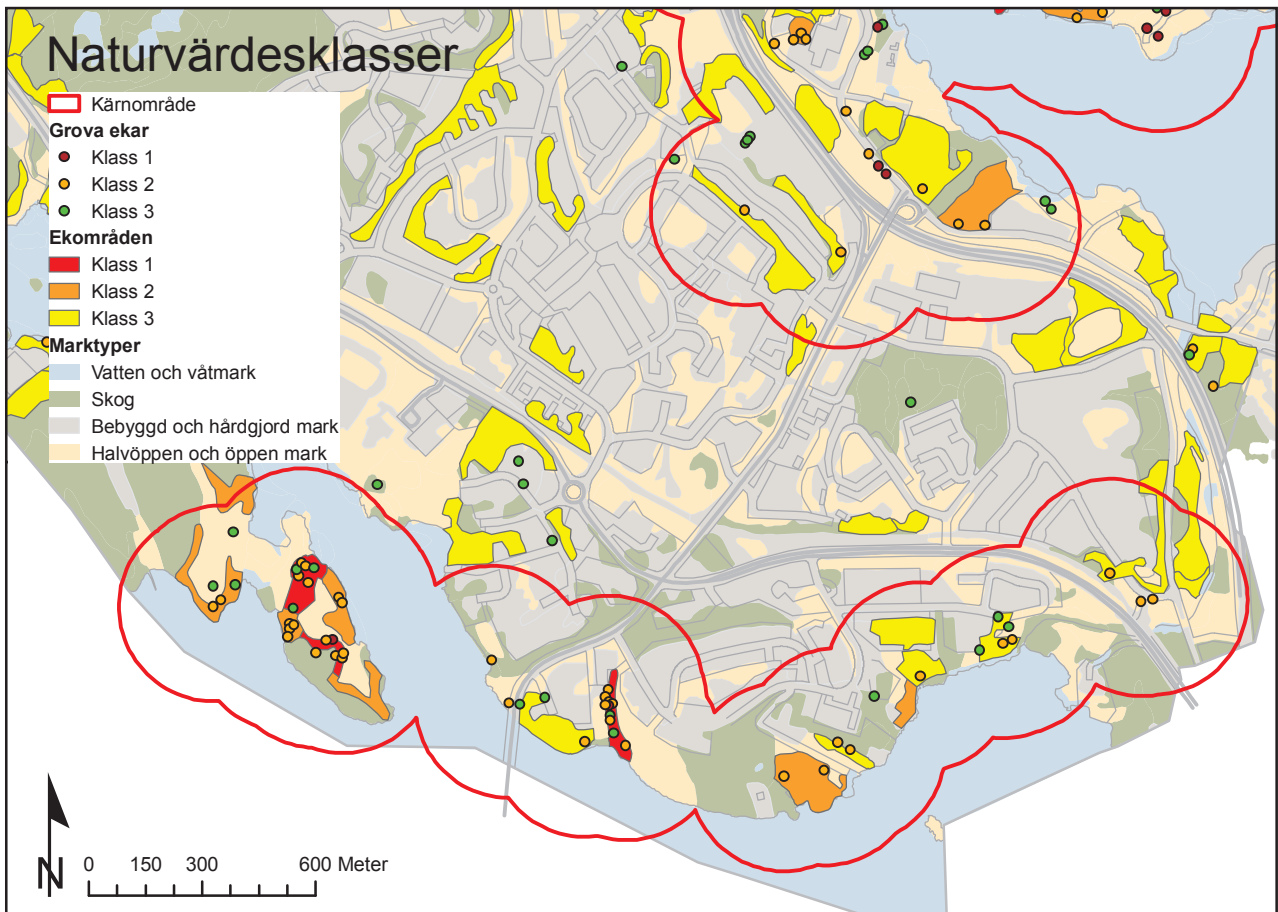 Naturvärdesklasser
Kärnområde
Grova ekar
Klass 1
Klass 2
Klass 3
Ekområden
Klass 1
Klass 2
Klass 3
Marktyper
Vatten och våtmark
Skog
Bebyggd och hårdgjord mark
Halvöppen och öppen mark
N
0 150 300 600 Meter